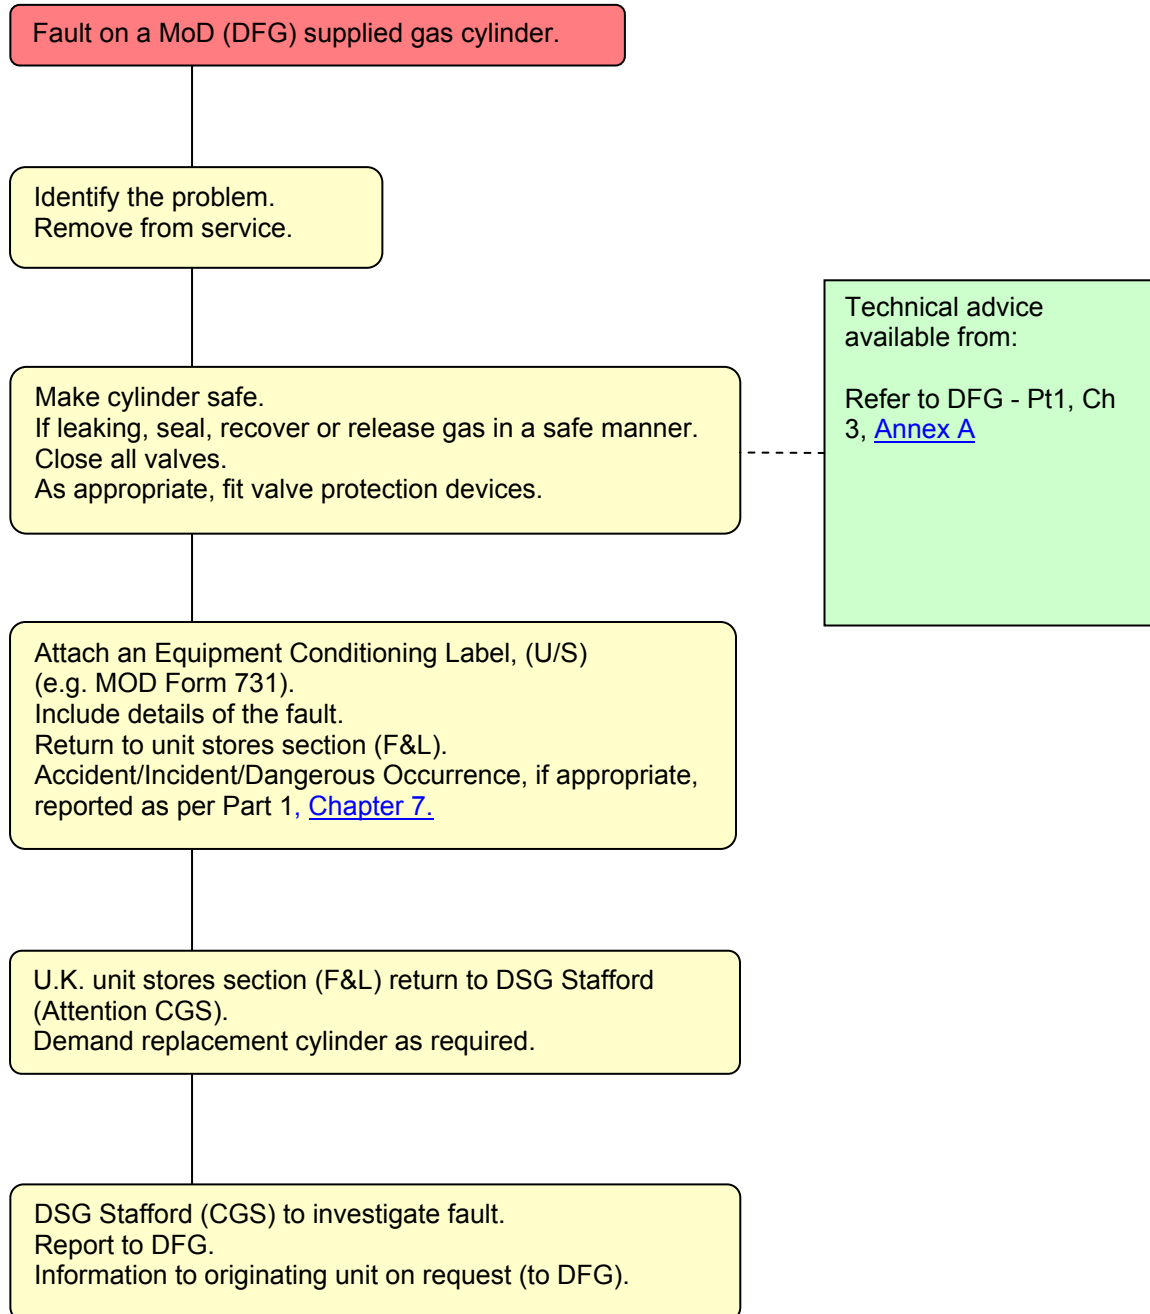 Fault on a MoD (DFG) supplied gas cylinder.
Identify the problem.
Remove from service.
Technical advice
available from:
Refer to DFG - Pt1, Ch
3, Annex A
Make cylinder safe.
If leaking, seal, recover or release gas in a safe manner.
Close all valves.
As appropriate, fit valve protection devices.
Attach an Equipment Conditioning Label, (U/S)
(e.g. MOD Form 731).
Include details of the fault.
Return to unit stores section (F&L).
Accident/Incident/Dangerous Occurrence, if appropriate,
reported as per Part 1, Chapter 7.
U.K. unit stores section (F&L) return to DSG Stafford
(Attention CGS).
Demand replacement cylinder as required.
DSG Stafford (CGS) to investigate fault.
Report to DFG.
Information to originating unit on request (to DFG).